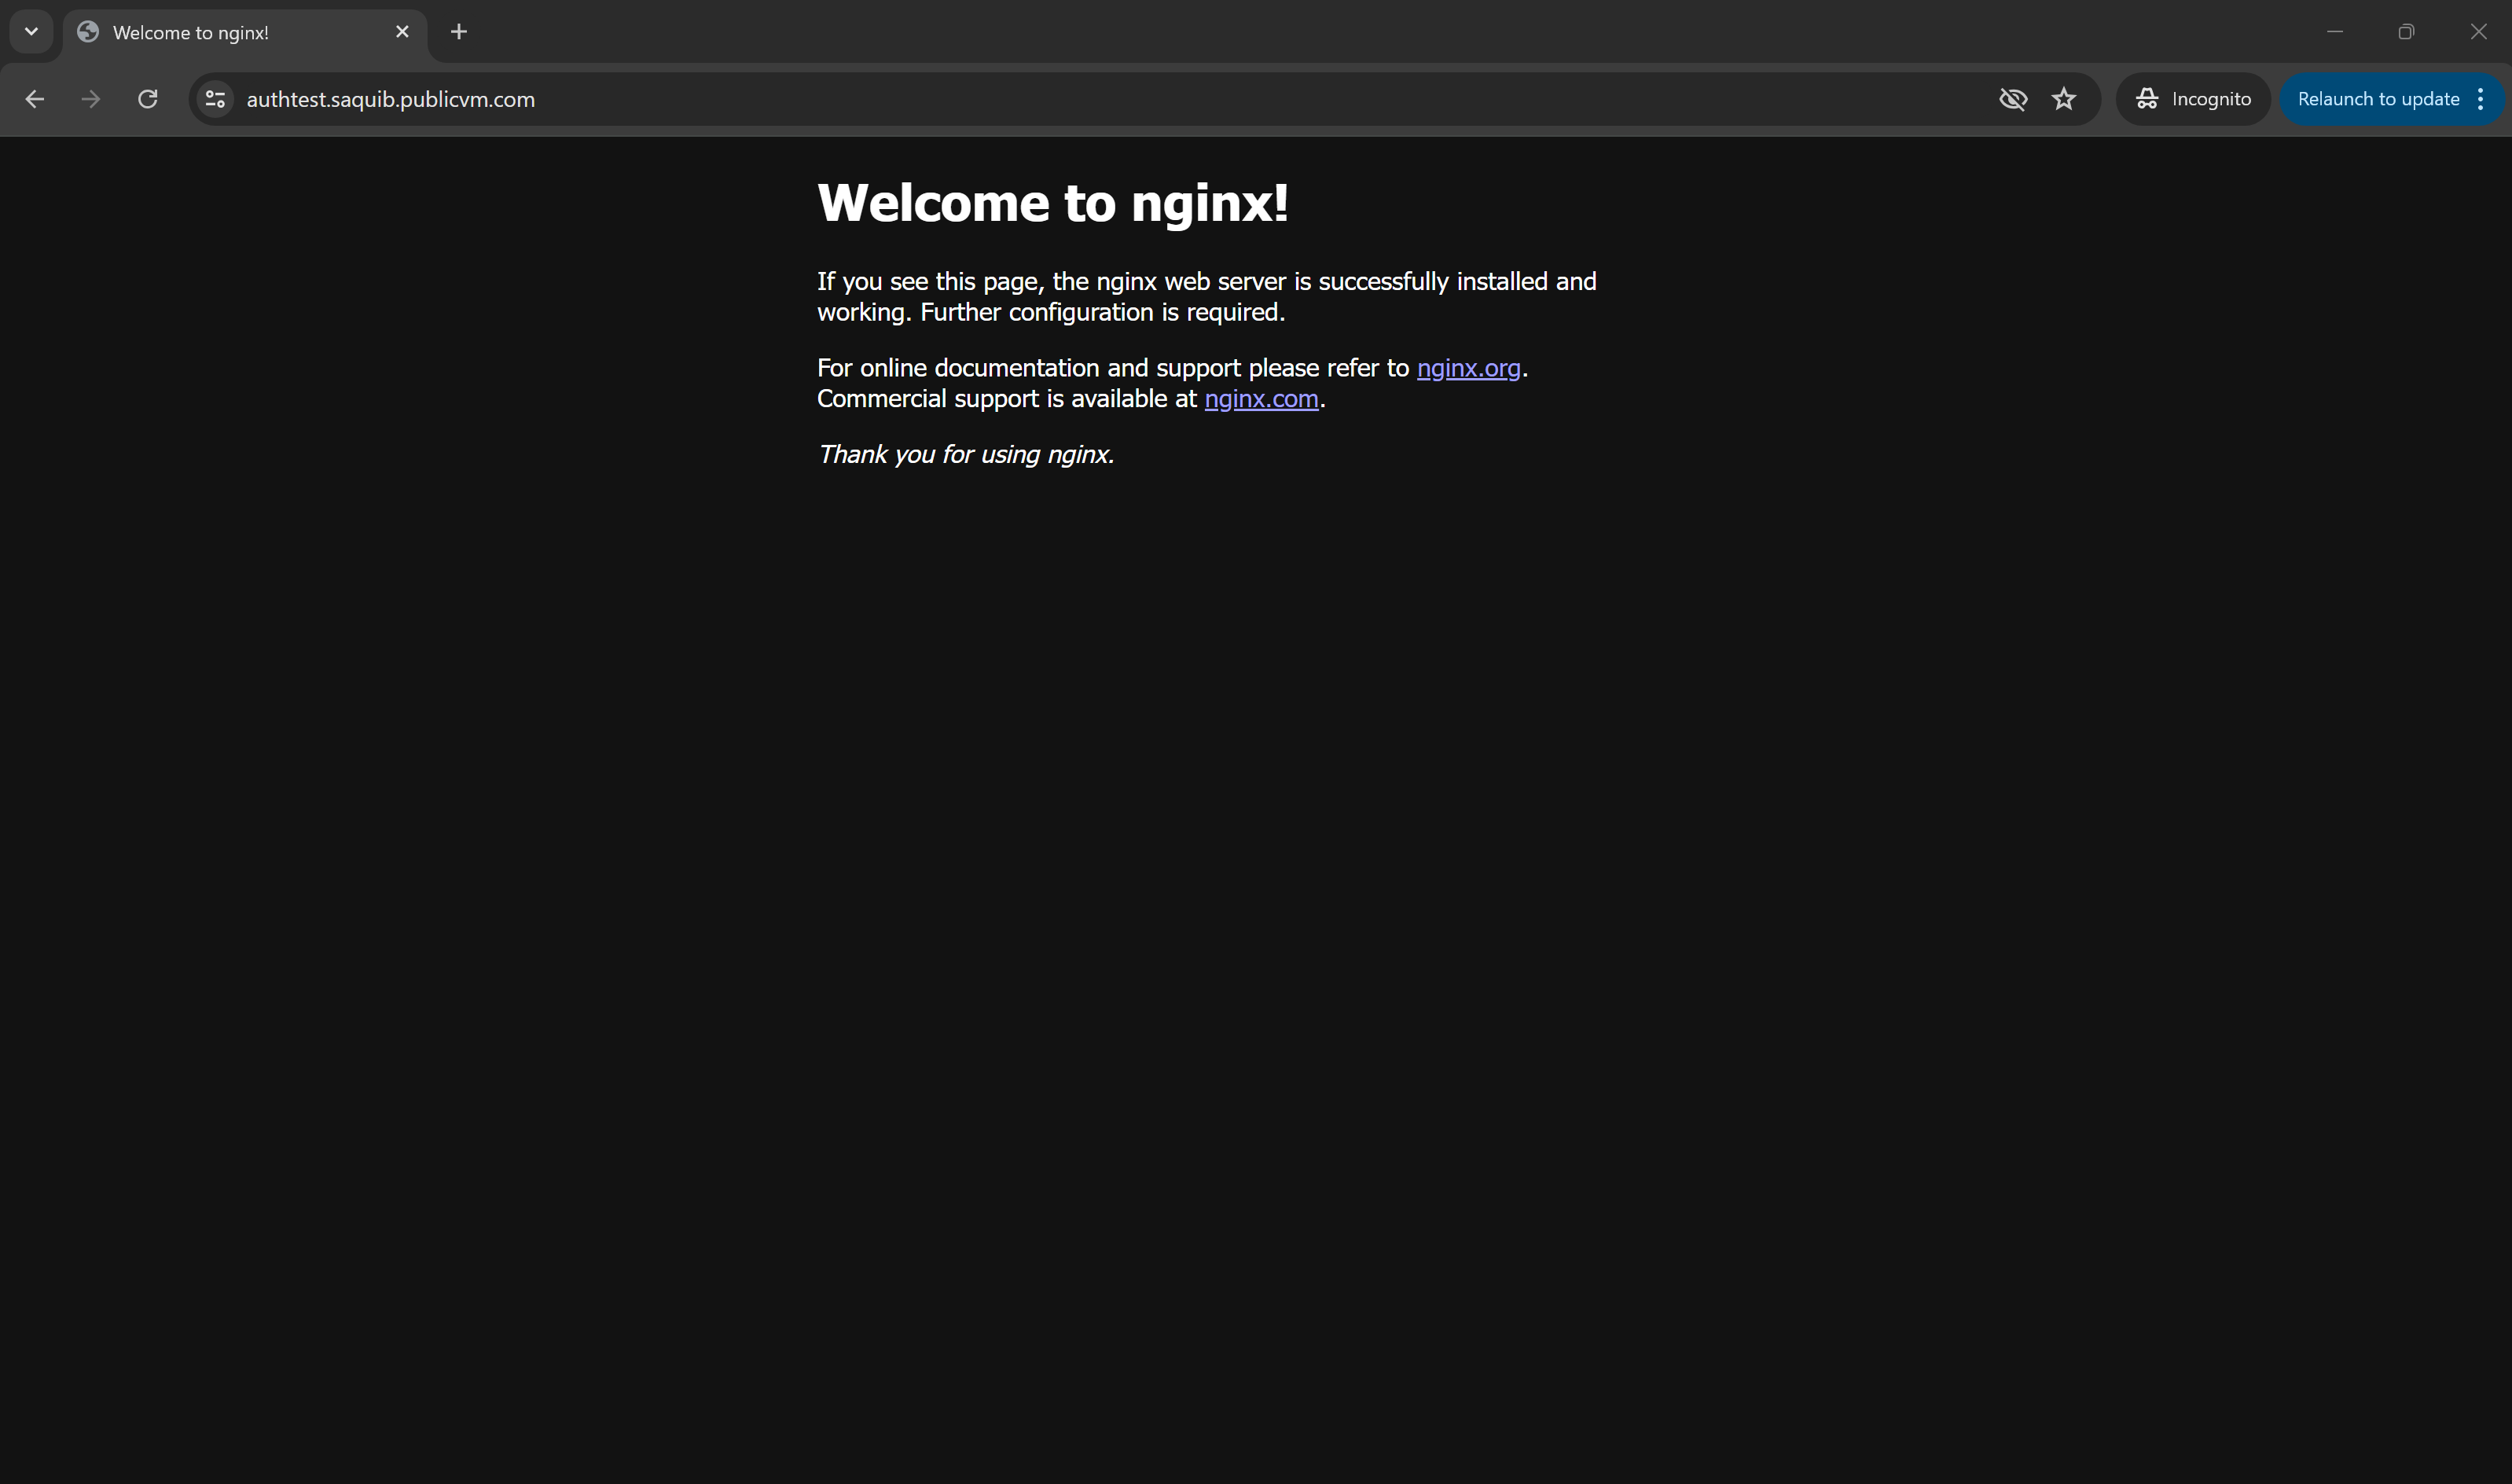 Welcome to nginx!
authtest.saquib.publicvm.com
Incognito
Relaunch to update
Welcome to nginx!
If you see this page, the nginx web server is successfully installed and
working. Further configuration is required.
For online documentation and support please refer to nginx.org.
Commercial support is available at nginx.com.
Thank you for using nginx.